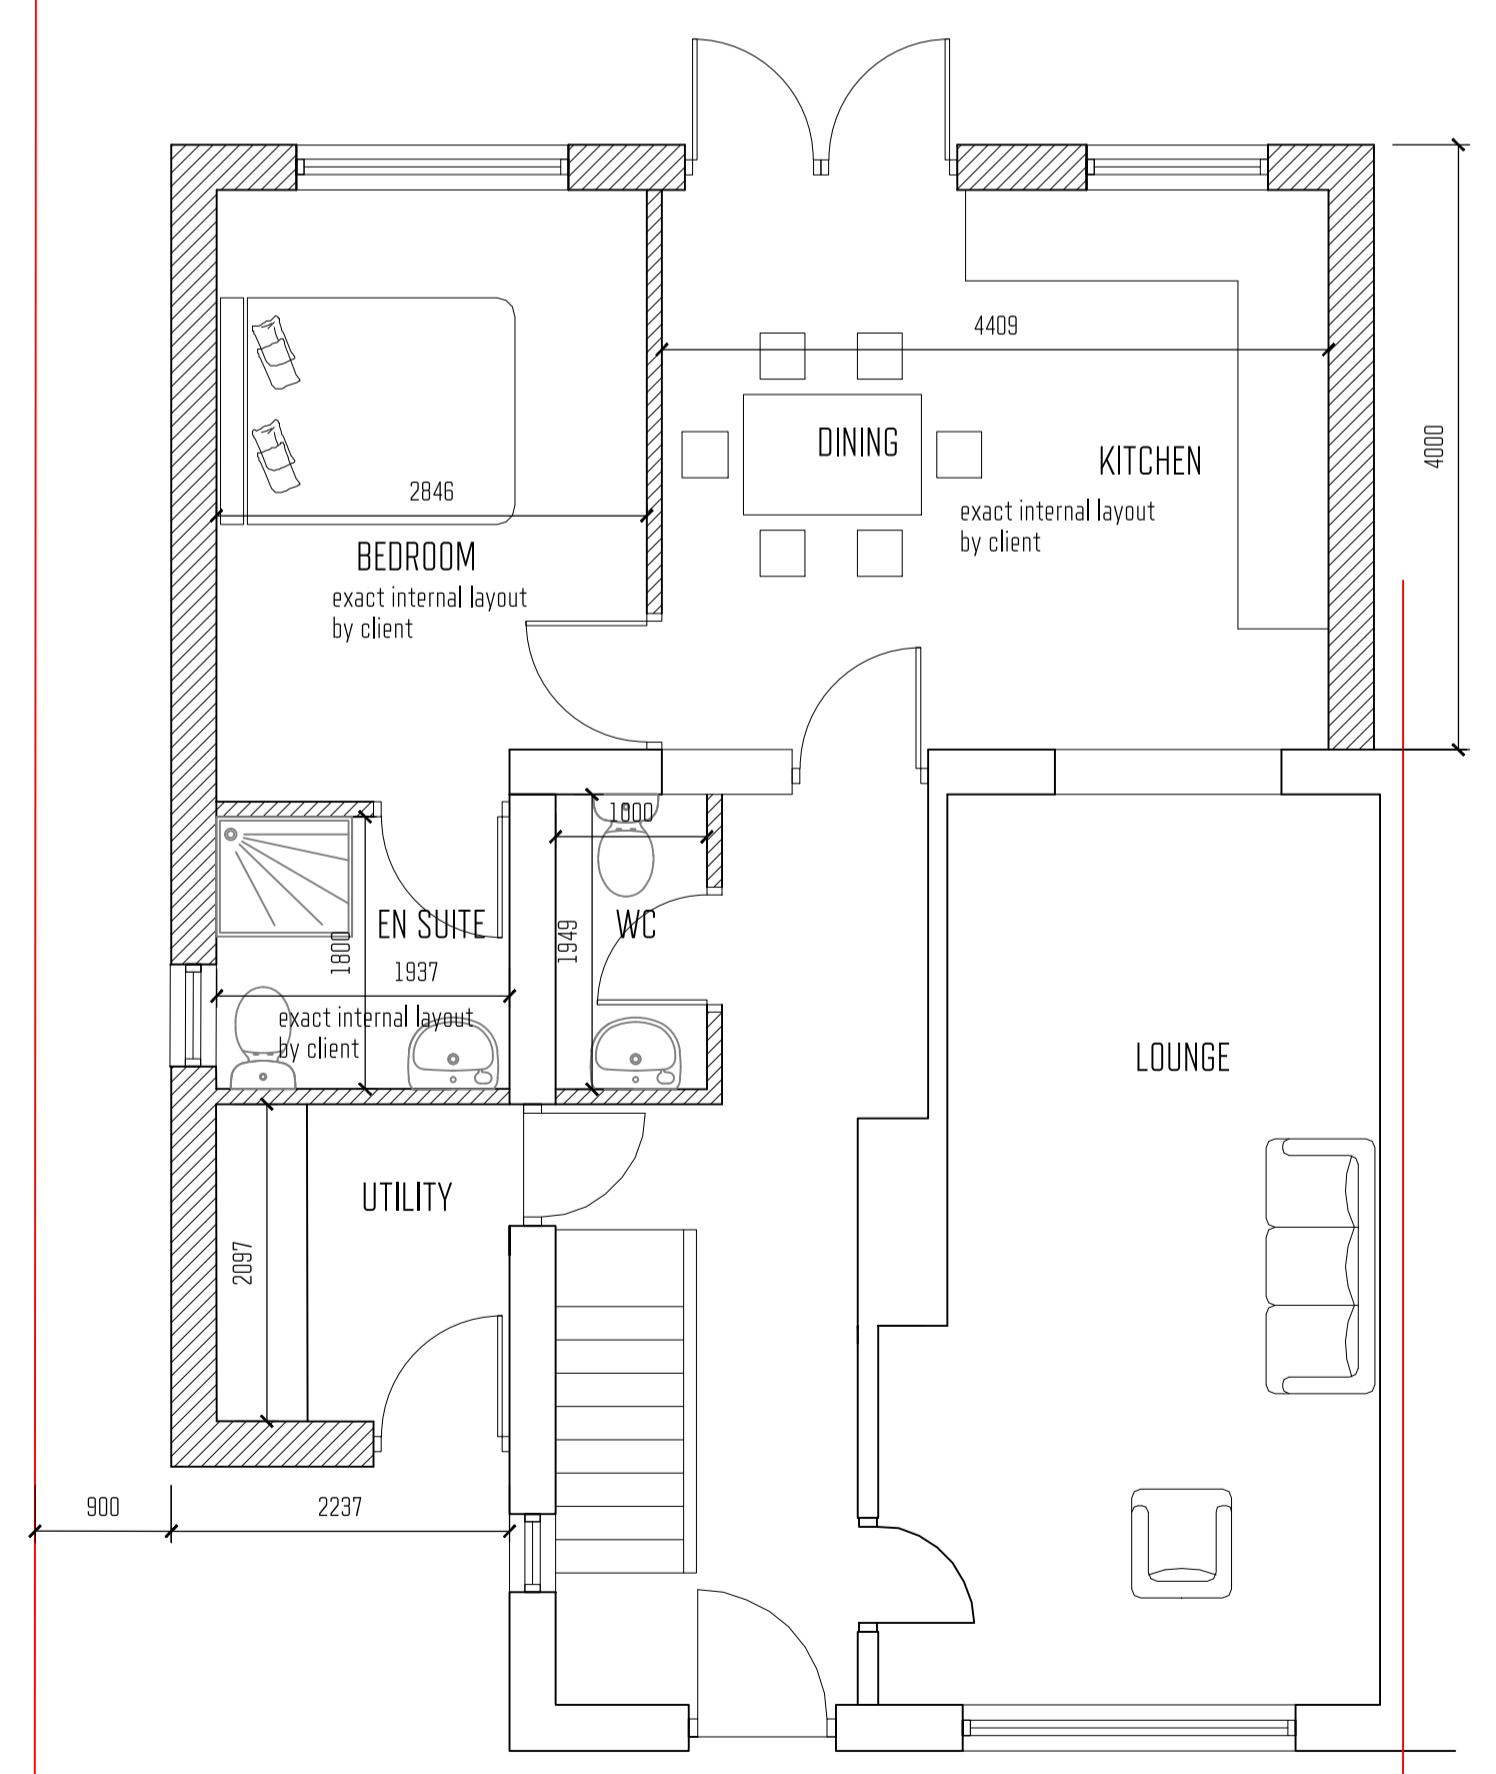 4409
DINING
KITCHEN
4000
exact internal layout
by client
2846
BEDROOM
exact internal layout
by client
1000
EN SUITE
WC
1800
1949
1937
exact internal layout
by client
LOUNGE
UTILITY
2097
900
2237